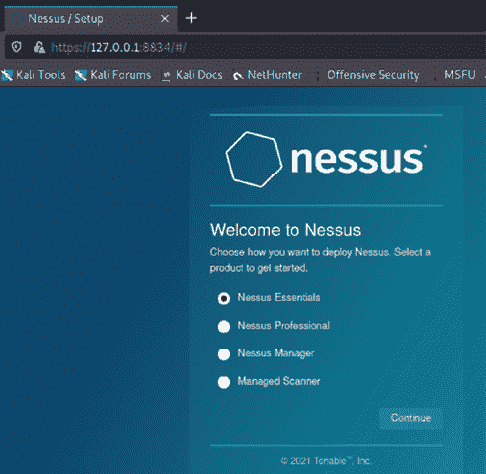 Nessus / Setup
https://127.0.0.1:8834/#/
Kali Tools Kali Forums Kali Docs NetHunter Offensive Security MSFU
nessus
Welcome to Nessus
Choose how you want to deploy Nessus. Select a
product to get started.
Nessus Essentials
Nessus Professional
Nessus Manager
Managed Scanner
Continue
© 2021 Tenable™, Inc.